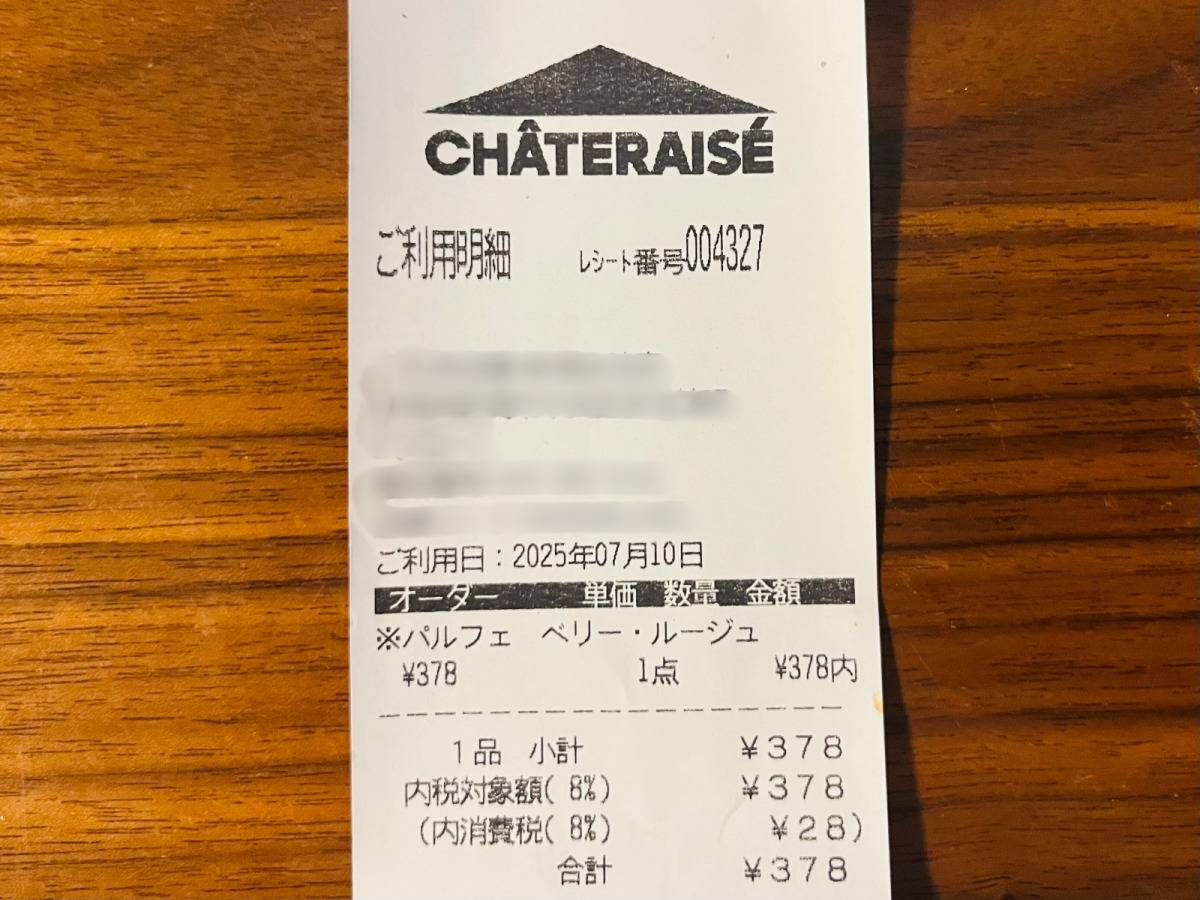 CHÂTERAISÉ
ご利用明細 レシート番号004327
ご利用日：2025年07月10日
オーダー 単価 数量 金額
※パルフェ ベリー・ルージュ
¥378 1点 ¥378内
1品 小計 ¥378
内税対象額( 8%) ¥378
(内消費税( 8%) ¥28)
合計 ¥378